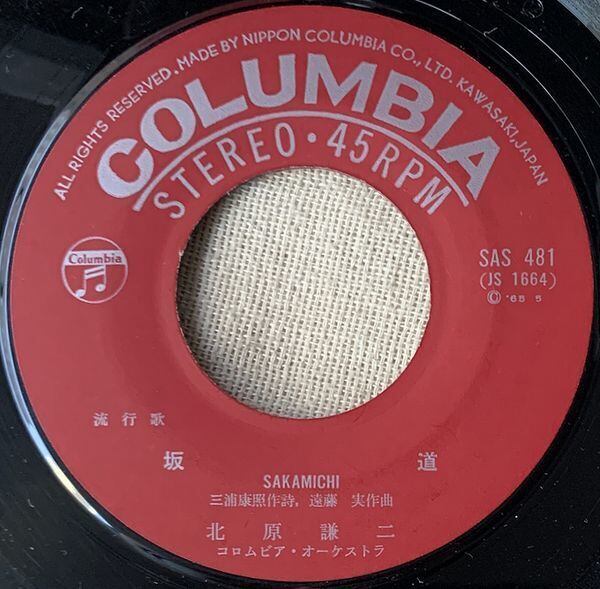 ALL RIGHTS RESERVED, MADE BY NIPPON COLUMBIA CO., LTD. KAWASAKI, JAPAN
COLUMBIA
STEREO・45RPM
Columbia
SAS 481
(JS 1664)
Ⓒ '65 5
流行歌
坂道
SAKAMICHI
三浦康照作詩, 遠藤 実作曲
北原謙二
コロムビア・オーケストラ